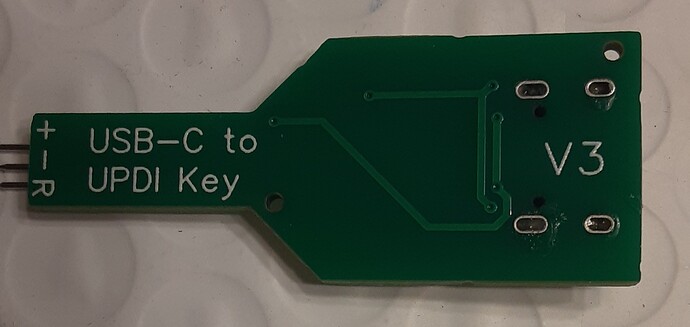 +
-
R
USB-C to
UPDI Key
V3